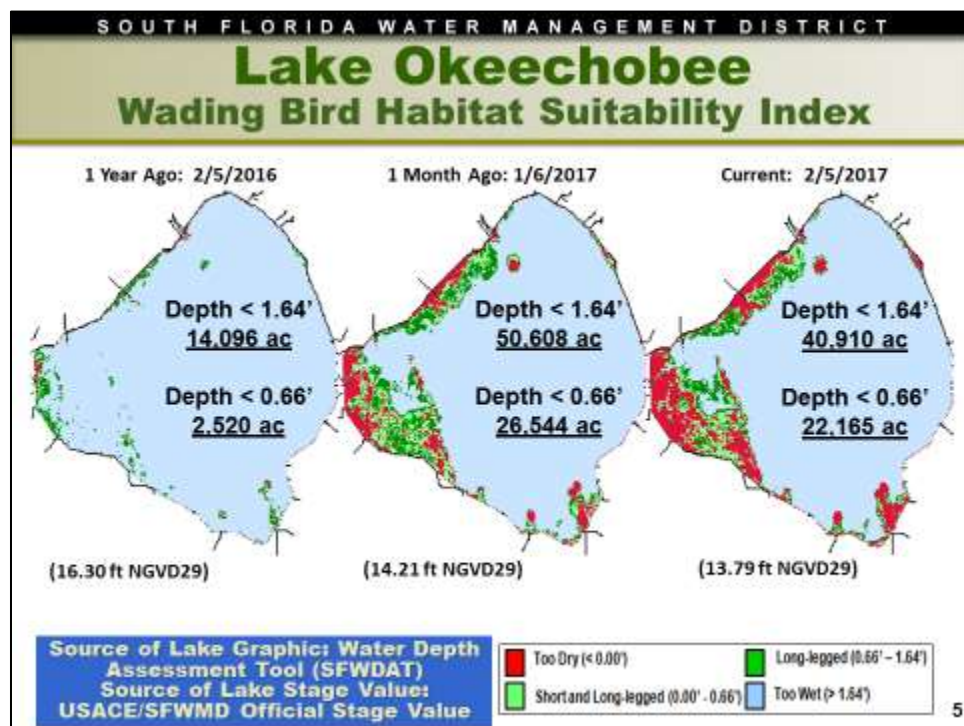 SOUTH FLORIDA WATER MANAGEMENT DISTRICT
Lake Okeechobee
Wading Bird Habitat Suitability Index
1 Year Ago: 2/5/2016
1 Month Ago: 1/6/2017
Current: 2/5/2017
Depth < 1.64'
14,096 ac
Depth < 0.66'
2,520 ac
Depth < 1.64'
50,608 ac
Depth < 0.66'
26,544 ac
Depth < 1.64'
40,910 ac
Depth < 0.66'
22,165 ac
(16.30 ft NGVD29)
(14.21 ft NGVD29)
(13.79 ft NGVD29)
Source of Lake Graphic: Water Depth
Assessment Tool (SFWDAT)
Source of Lake Stage Value:
USACE/SFWMD Official Stage Value
Too Dry (< 0.00')
Long-legged (0.66' - 1.64')
Short and Long-legged (0.00' - 0.66')
Too Wet (> 1.64')
5